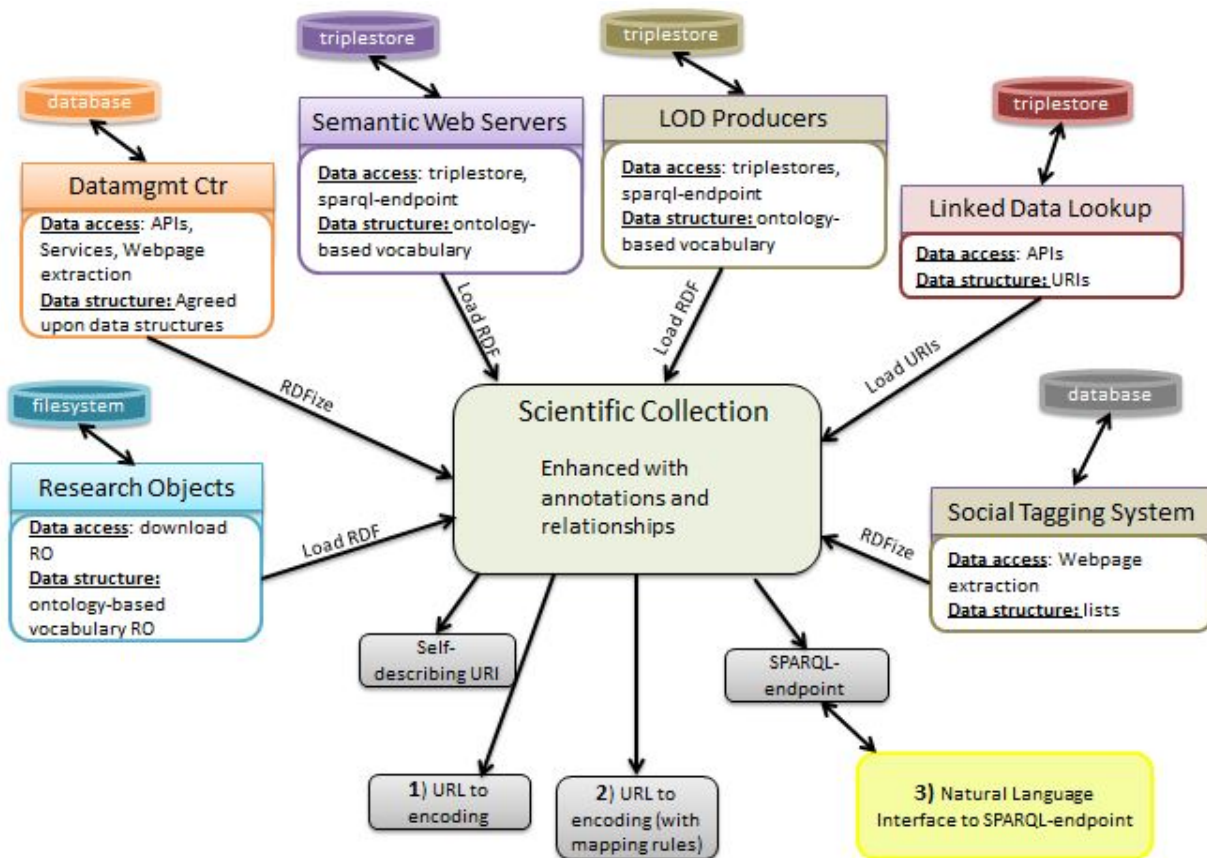 triplestore
triplestore
database
triplestore
Semantic Web Servers
Data access: triplestore,
sparql-endpoint
Data structure: ontology-
based vocabulary
LOD Producers
Data access: triplestores,
sparql-endpoint
Data structure: ontology-
based vocabulary
Datamgmt Ctr
Data access: APIs,
Services, Webpage
extraction
Data structure: Agreed
upon data structures
Linked Data Lookup
Data access: APIs
Data structure: URIs
Load RDF
Load RDF
Load URIs
RDFize
filesystem
database
Scientific Collection
Enhanced with
annotations and
relationships
Research Objects
Data access: download
RO
Data structure:
ontology-based
vocabulary RO
Load RDF
Social Tagging System
Data access: Webpage
extraction
Data structure: lists
RDFize
Self-
describing URI
SPARQL-
endpoint
1) URL to
encoding
2) URL to
encoding (with
mapping rules)
3) Natural Language
Interface to SPARQL-endpoint